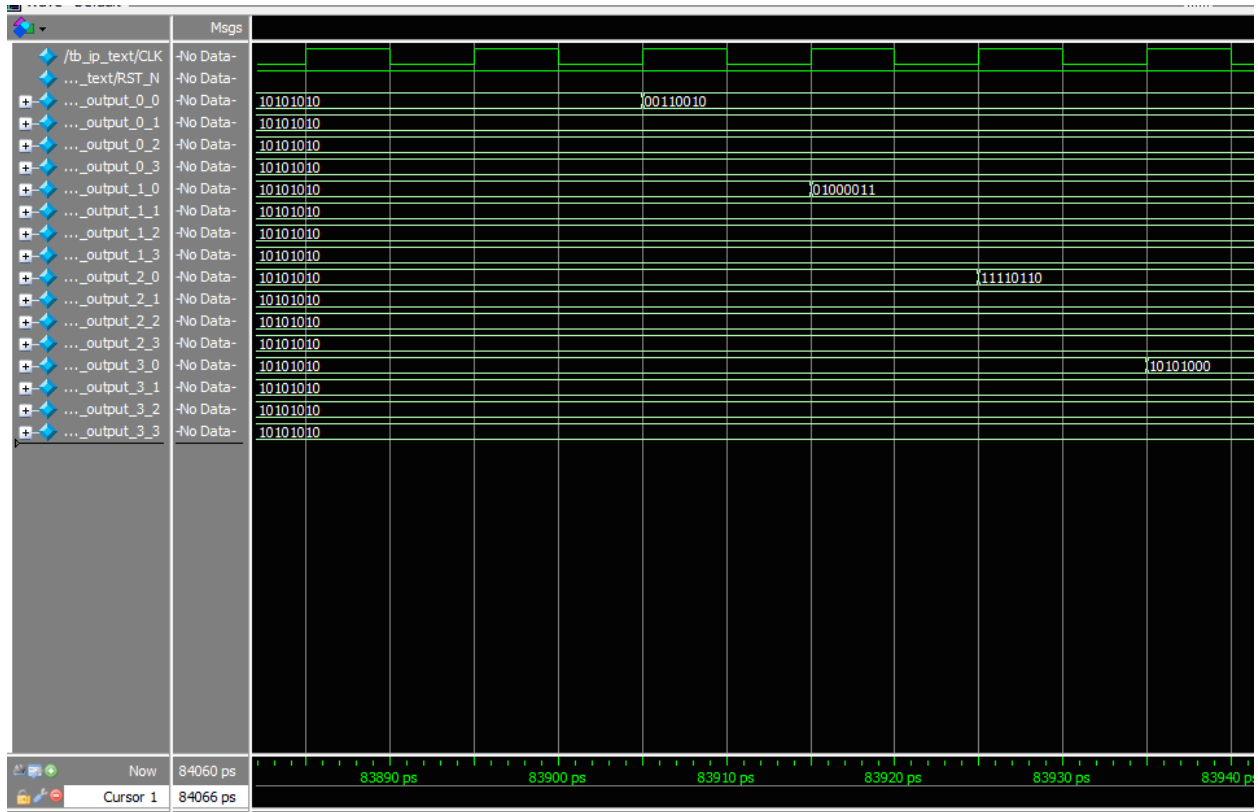 Msgs
/tb_ip_text/CLK -No Data-
..._text/RST_N -No Data-
..._output_0_0 -No Data- 10101010 00110010
..._output_0_1 -No Data- 10101010
..._output_0_2 -No Data- 10101010
..._output_0_3 -No Data- 10101010
..._output_1_0 -No Data- 10101010 01000011
..._output_1_1 -No Data- 10101010
..._output_1_2 -No Data- 10101010
..._output_1_3 -No Data- 10101010
..._output_2_0 -No Data- 10101010 11110110
..._output_2_1 -No Data- 10101010
..._output_2_2 -No Data- 10101010
..._output_2_3 -No Data- 10101010
..._output_3_0 -No Data- 10101010 10101000
..._output_3_1 -No Data- 10101010
..._output_3_2 -No Data- 10101010
..._output_3_3 -No Data- 10101010
Now 84060 ps 83890 ps 83900 ps 83910 ps 83920 ps 83930 ps 83940 p
Cursor 1 84066 ps